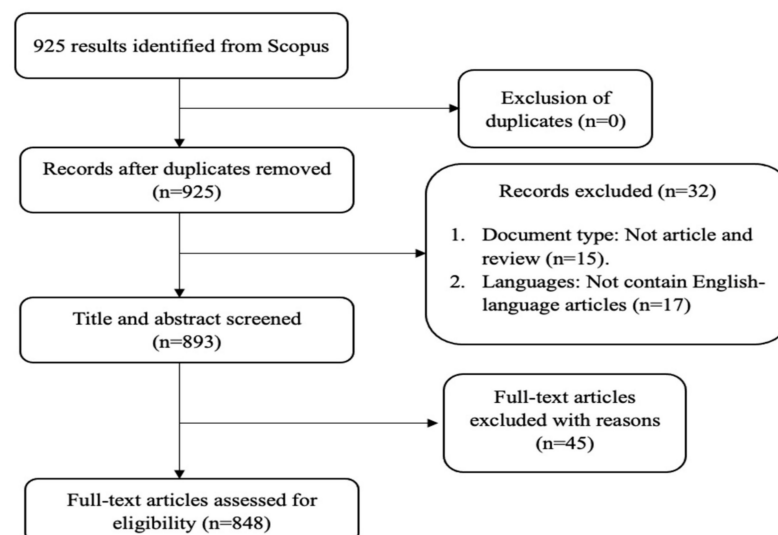 925 results identified from Scopus
Exclusion of
duplicates (n=0)
Records after duplicates removed
(n=925)
Records excluded (n=32)
1. Document type: Not article and
review (n=15).
2. Languages: Not contain English-
language articles (n=17)
Title and abstract screened
(n=893)
Full-text articles
excluded with reasons
(n=45)
Full-text articles assessed for
eligibility (n=848)